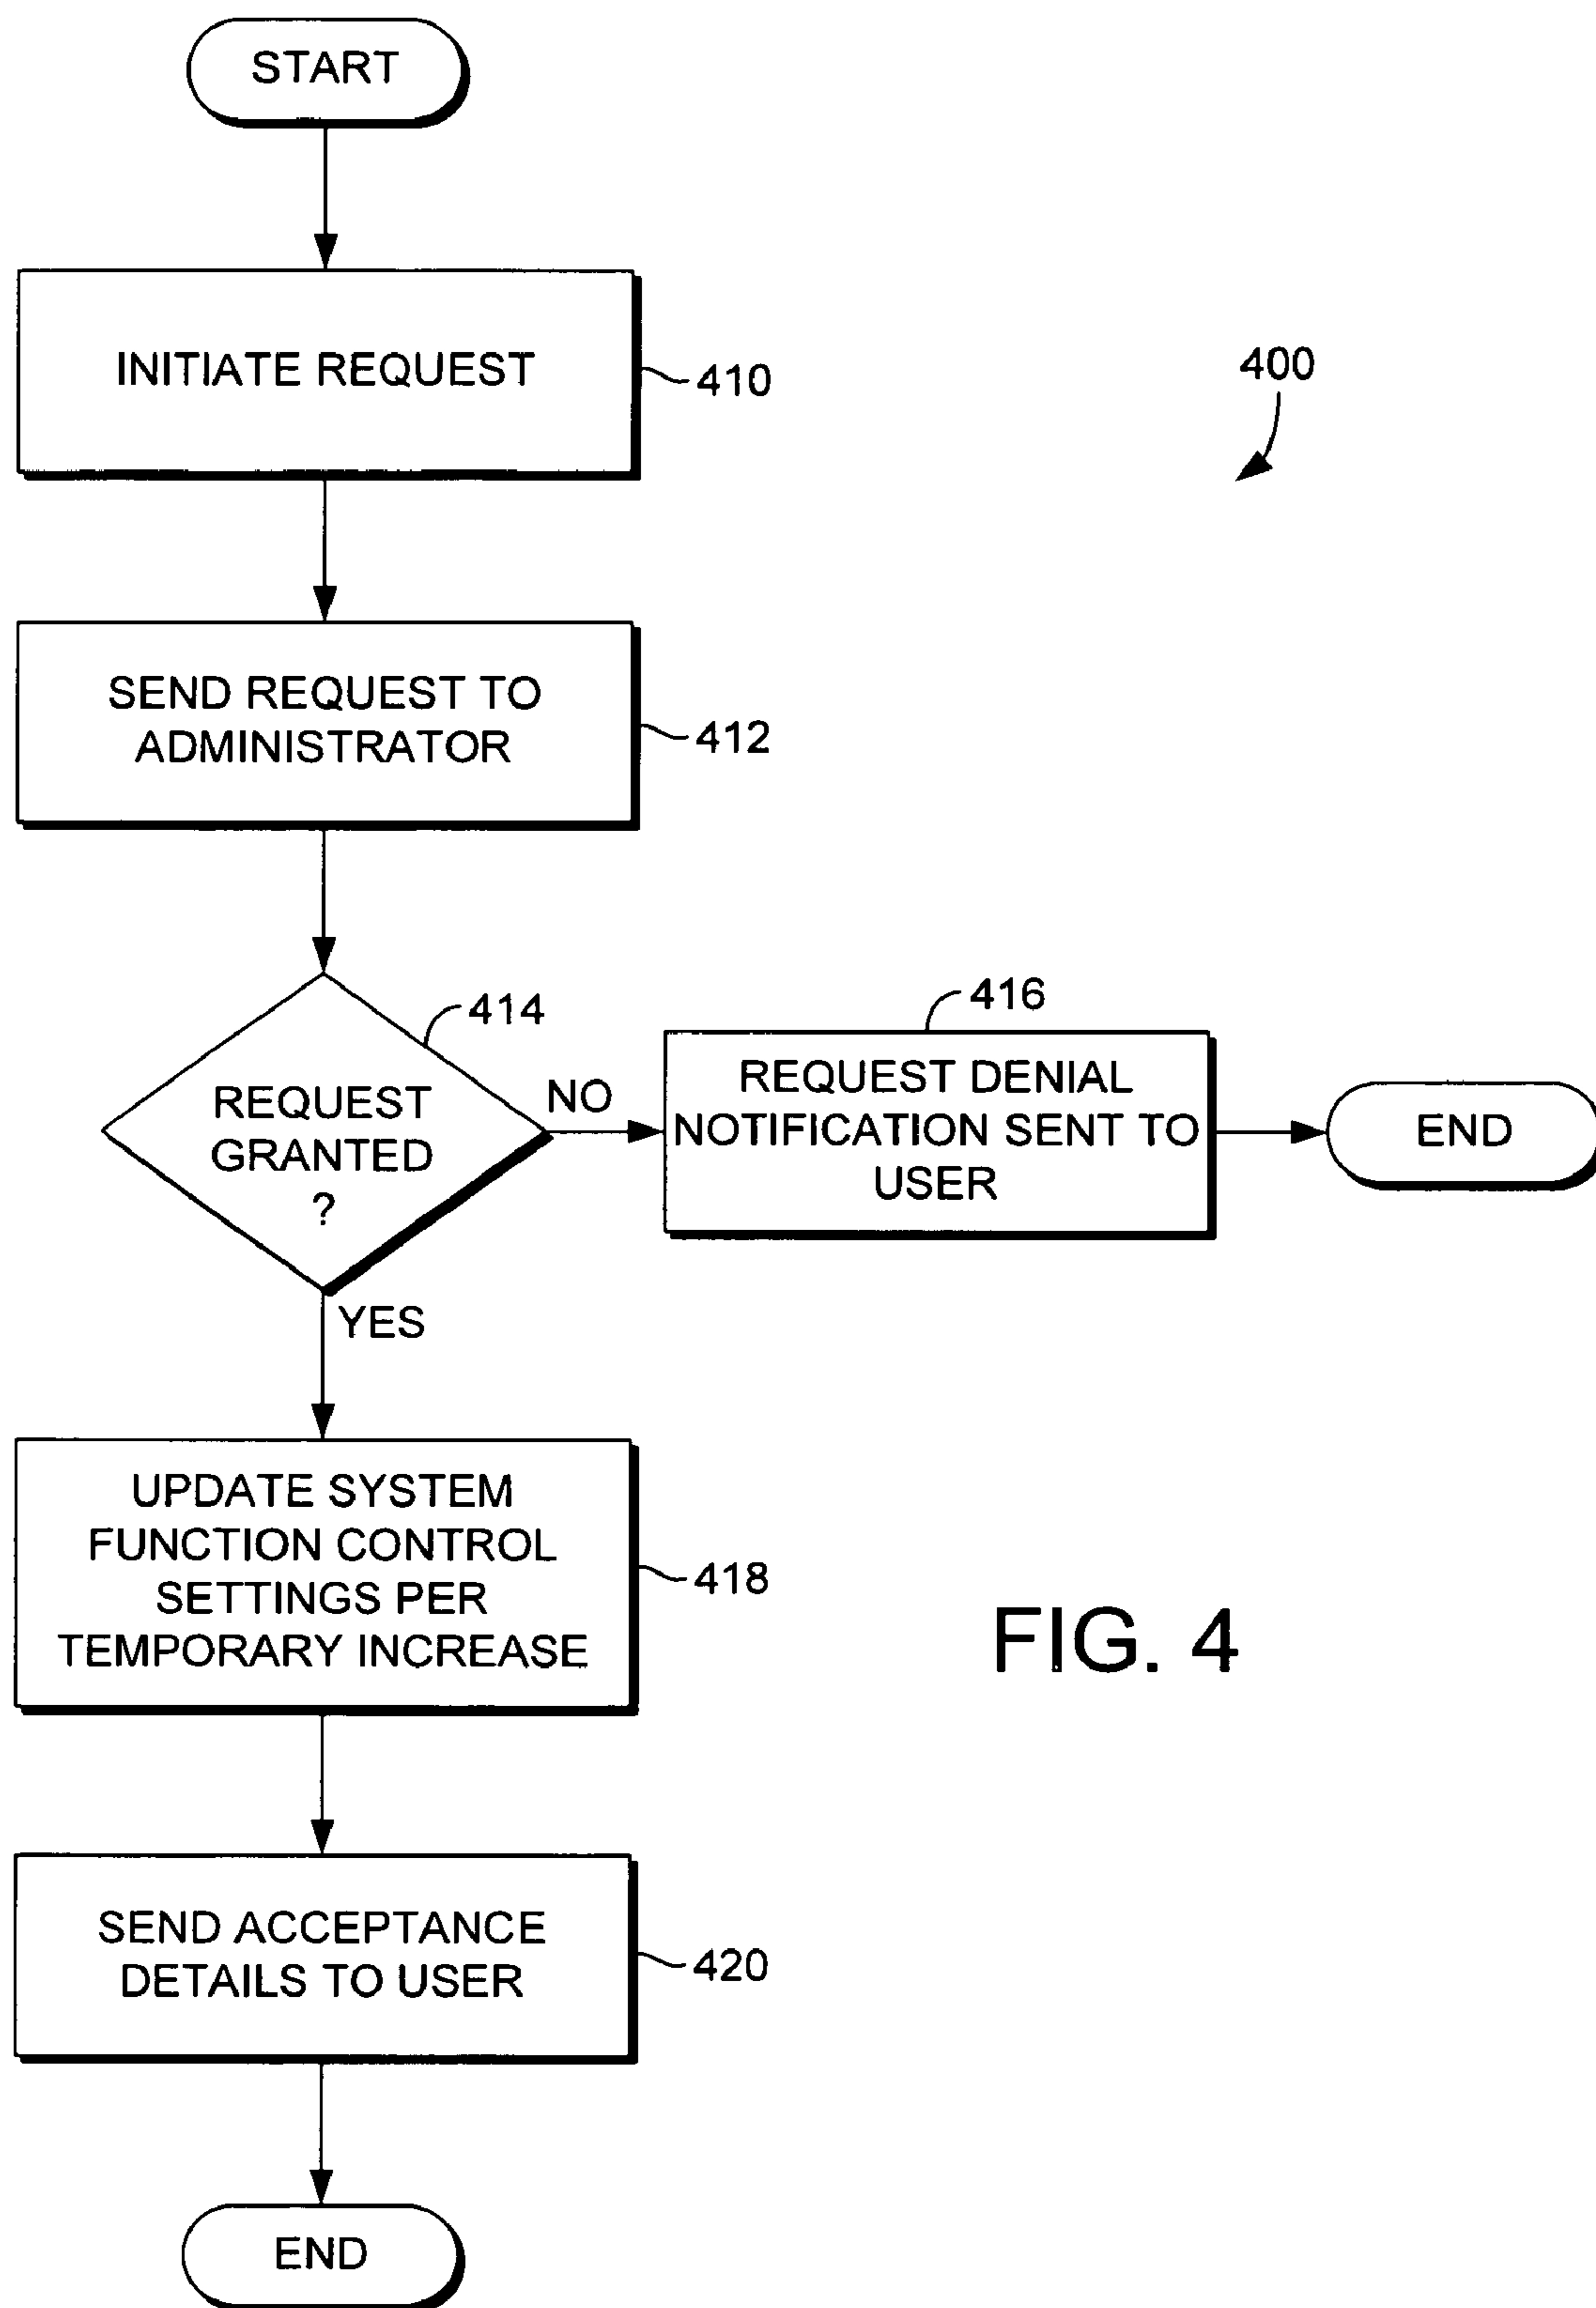 START
INITIATE REQUEST
410
400
SEND REQUEST TO
ADMINISTRATOR
412
414
REQUEST
GRANTED
?
NO
416
REQUEST DENIAL
NOTIFICATION SENT TO
USER
END
YES
UPDATE SYSTEM
FUNCTION CONTROL
SETTINGS PER
TEMPORARY INCREASE
418
FIG. 4
SEND ACCEPTANCE
DETAILS TO USER
420
END